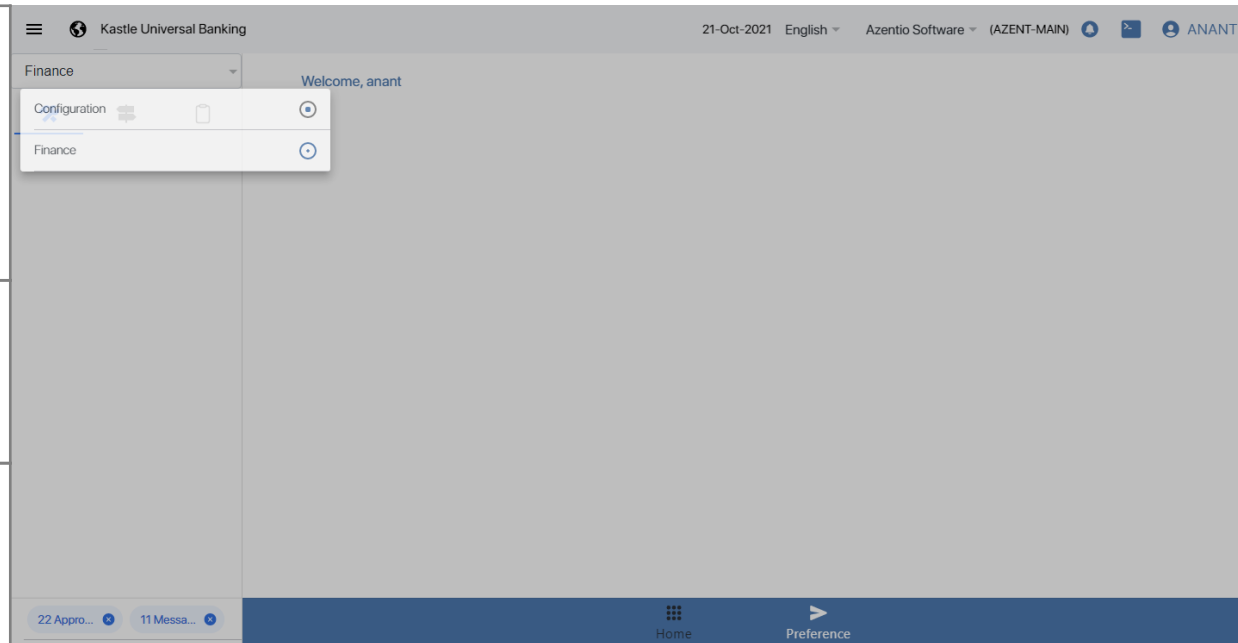 Kastle Universal Banking
21-Oct-2021 English Azentio Software (AZENT-MAIN) ANANT
Finance
Welcome, anant
Configuration
Finance
22 Appro... 11 Messa...
Home Preference